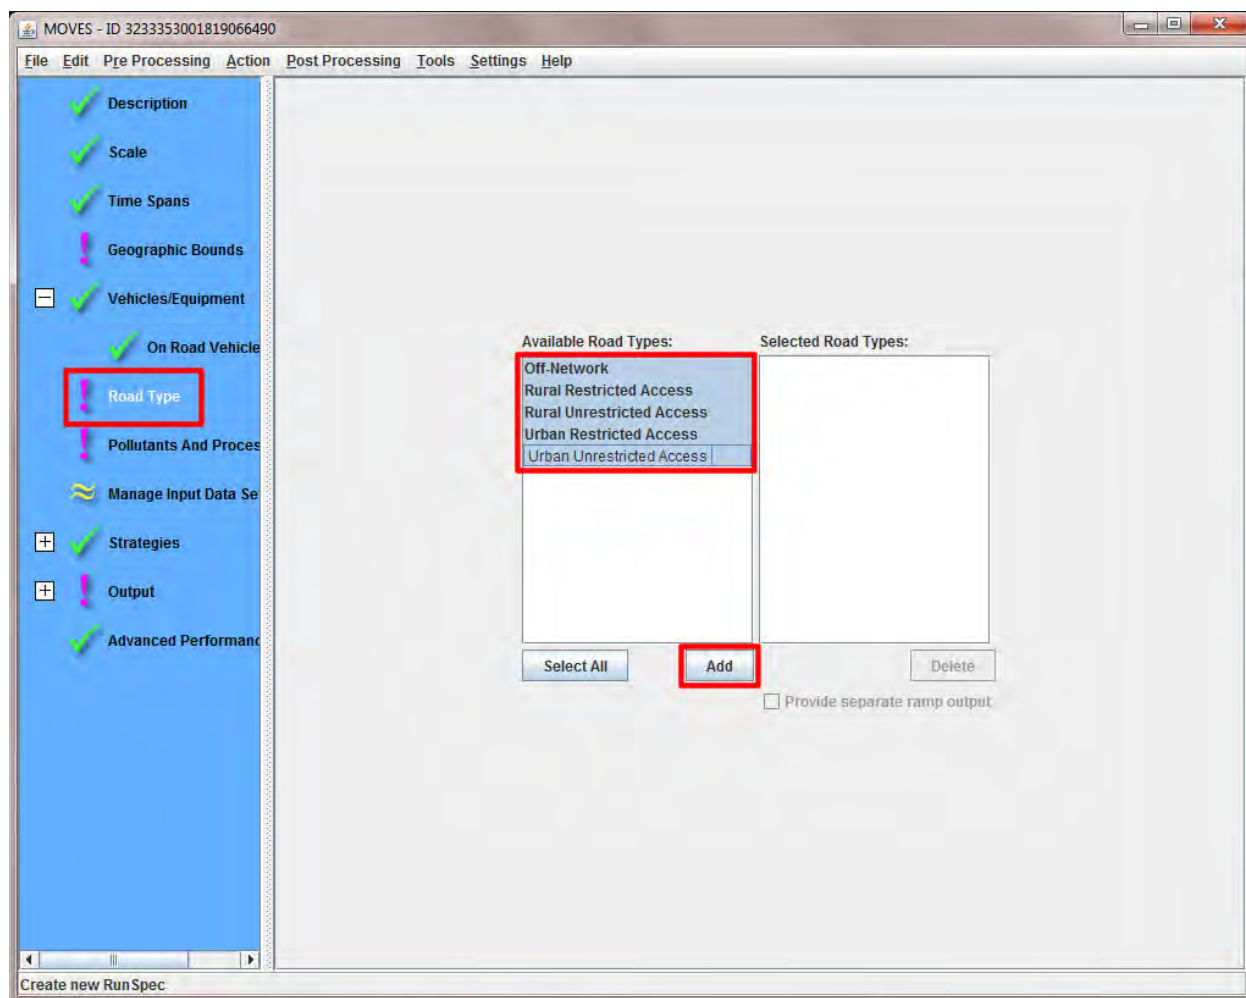 MOVES - ID 3233353001819066490
File Edit Pre Processing Action Post Processing Tools Settings Help
Description
Scale
Time Spans
Geographic Bounds
Vehicles/Equipment
On Road Vehicle
Road Type
Pollutants And Proces
Manage Input Data Se
Strategies
Output
Advanced Performanc
Available Road Types:
Off-Network
Rural Restricted Access
Rural Unrestricted Access
Urban Restricted Access
Urban Unrestricted Access
Selected Road Types:
Select All Add Delete
Provide separate ramp output
Create new RunSpec